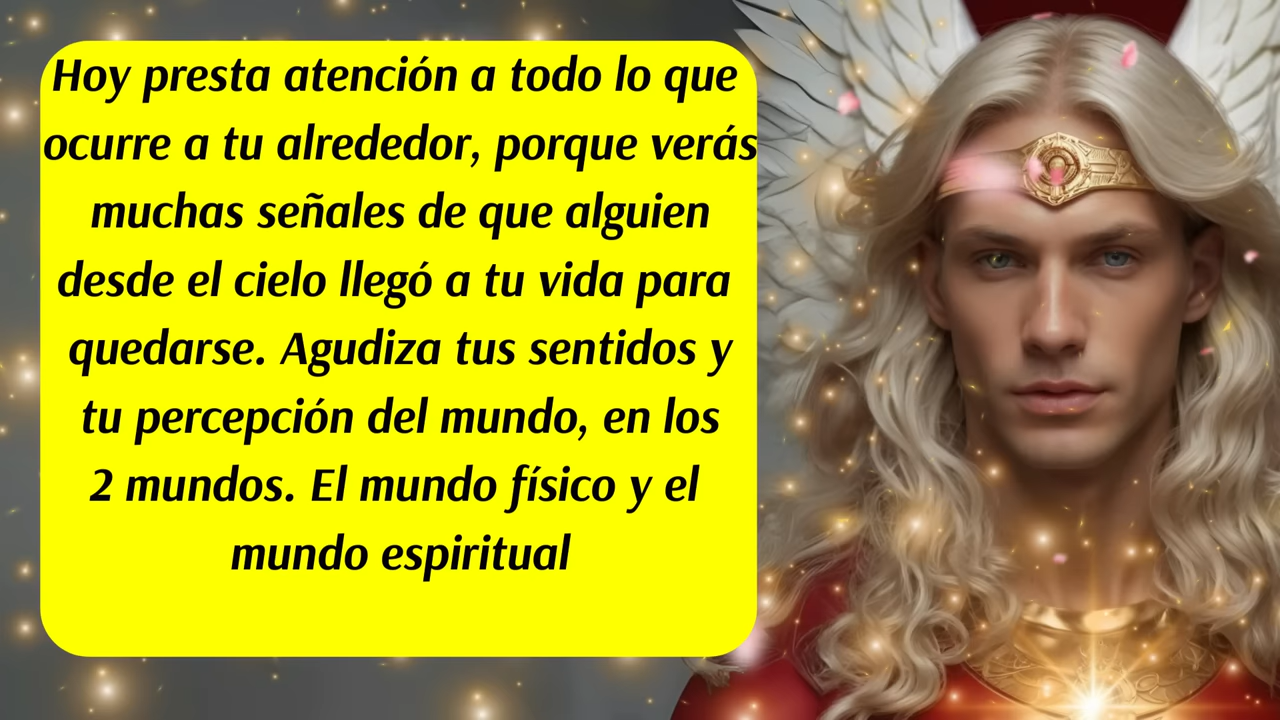 Hoy presta atención a todo lo que
ocurre a tu alrededor, porque verás
muchas señales de que alguien
desde el cielo llegó a tu vida para
quedarse. Agudiza tus sentidos y
tu percepción del mundo, en los
2 mundos. El mundo físico y el
mundo espiritual